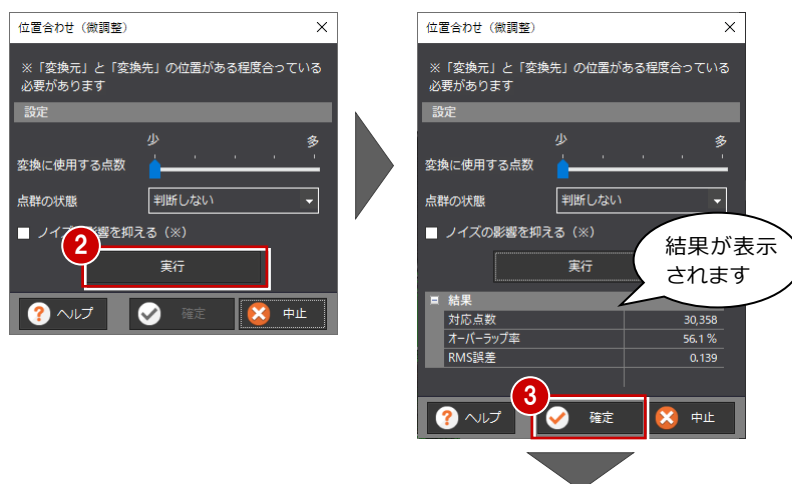 位置合わせ（微調整）
※「変換元」と「変換先」の位置がある程度合っている
必要があります
設定
少 多
変換に使用する点数
点群の状態 判断しない
ノイズ 影響を抑える（※）
2
実行
ヘルプ 確定 中止
位置合わせ（微調整）
※「変換元」と「変換先」の位置がある程度合っている
必要があります
設定
少 多
変換に使用する点数
点群の状態 判断しない
ノイズの影響を抑える（※）
実行
結果が表示
されます
結果
対応点数 30,358
オーバーラップ率 56.1 %
RMS誤差 0.139
3
ヘルプ 確定 中止